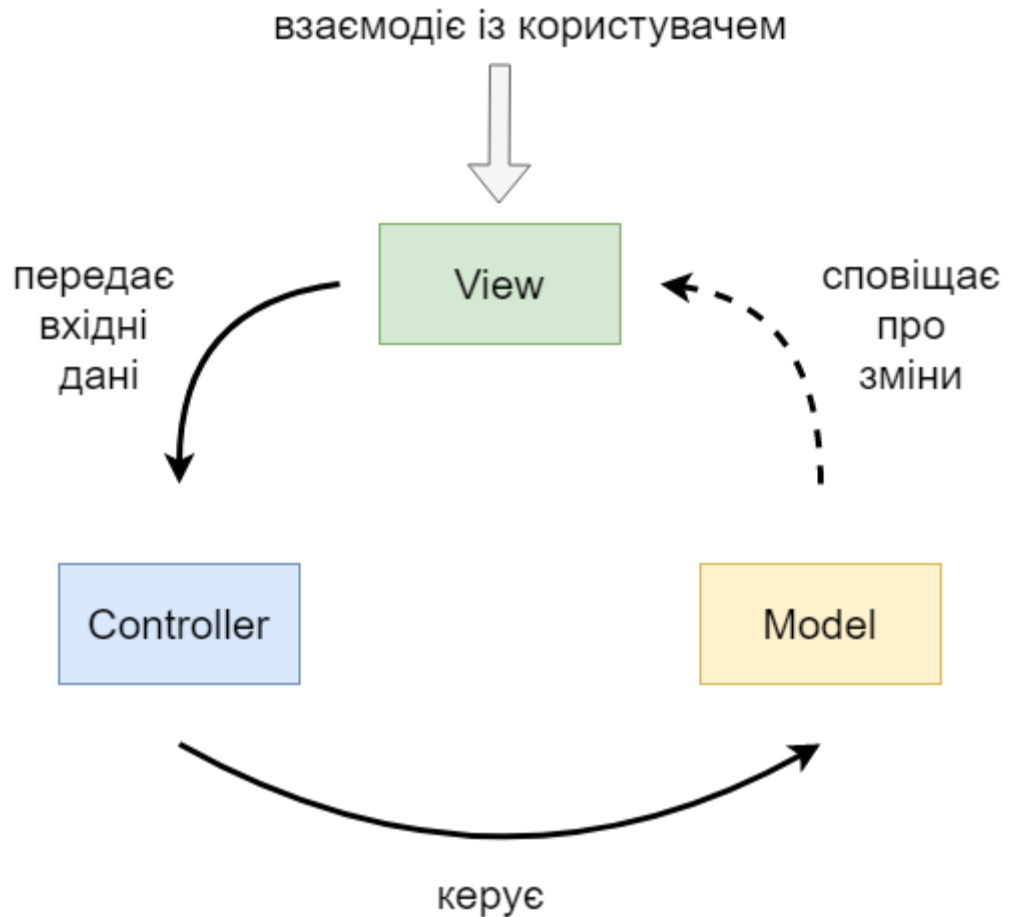 взаємодіє із користувачем
View
передає
вхідні
дані
сповіщає
про
зміни
Controller
Model
керує